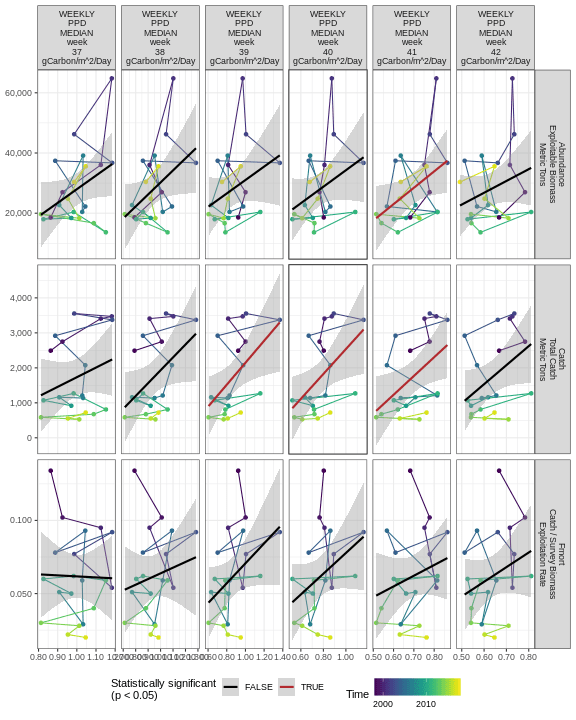 WEEKLY
PPD
MEDIAN
week
37
gCarbon/m^2/Day
WEEKLY
PPD
MEDIAN
week
38
gCarbon/m^2/Day
WEEKLY
PPD
MEDIAN
week
39
gCarbon/m^2/Day
WEEKLY
PPD
MEDIAN
week
40
gCarbon/m^2/Day
WEEKLY
PPD
MEDIAN
week
41
gCarbon/m^2/Day
WEEKLY
PPD
MEDIAN
week
42
gCarbon/m^2/Day
60,000
40,000
20,000
Abundance
Exploitable Biomass
Metric Tons
4,000
3,000
2,000
1,000
0
Catch
Total Catch
Metric Tons
0.100
0.050
Fmort
Catch / Survey Biomass
Exploitation Rate
0.80 0.90 1.00 1.10
0.80 1.00
0.60 0.80 1.00
0.50 0.60 0.70 0.80
0.50 0.60 0.70 0.80
Statistically significant
(p < 0.05)
FALSE
TRUE
Time
2000
2010